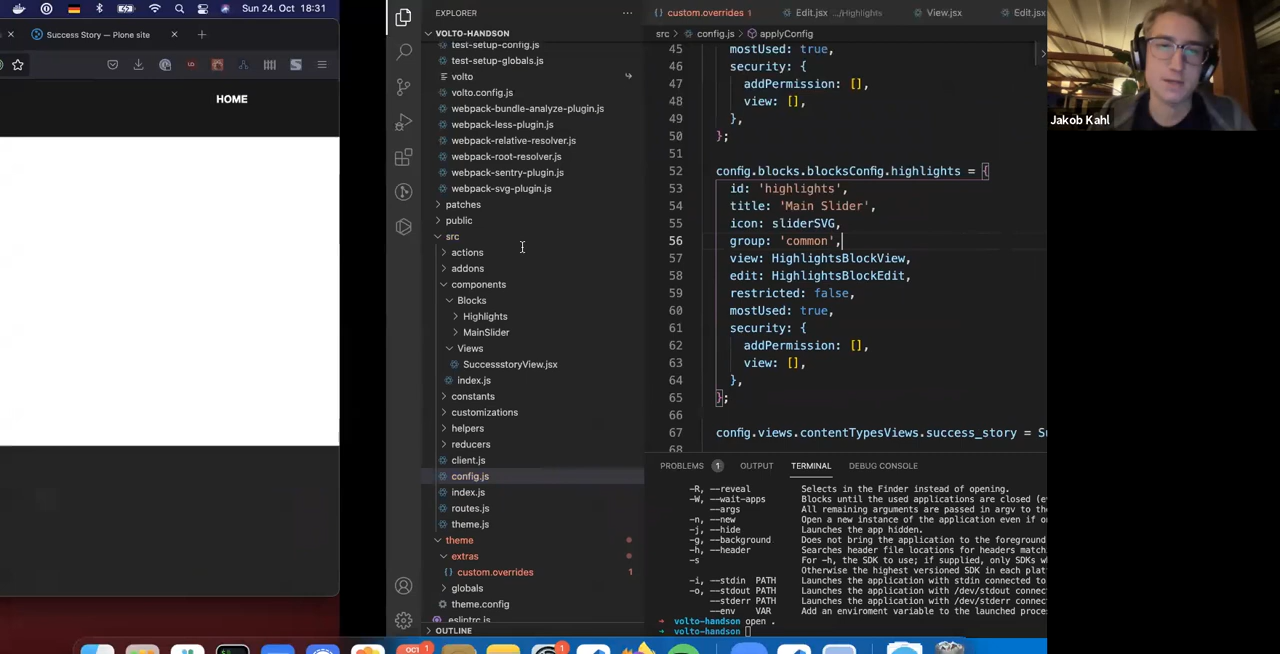 Sun 24. Oct 18:31
Success Story — Plone site
HOME
EXPLORER
VOLTO-HANDSON
test-setup-config.js
test-setup-globals.js
volto
volto.config.js
webpack-bundle-analyze-plugin.js
webpack-less-plugin.js
webpack-relative-resolver.js
webpack-root-resolver.js
webpack-sentry-plugin.js
webpack-svg-plugin.js
patches
public
src
actions
addons
components
Blocks
Highlights
MainSlider
Views
SuccessstoryView.jsx
index.js
constants
customizations
helpers
reducers
client.js
config.js
index.js
routes.js
theme.js
theme
extras
custom.overrides 1
globals
theme.config
eslintrc.js
OUTLINE
custom.overrides 1 Edit.jsx .../Highlights View.jsx Edit.jsx
src > config.js > applyConfig
45 mostUsed: true,
46 security: {
47 addPermission: [],
48 view: [],
49 },
50 };
51
52 config.blocks.blocksConfig.highlights = {
53 id: 'highlights',
54 title: 'Main Slider',
55 icon: sliderSVG,
56 group: 'common',
57 view: HighlightsBlockView,
58 edit: HighlightsBlockEdit,
59 restricted: false,
60 mostUsed: true,
61 security: {
62 addPermission: [],
63 view: [],
64 },
65 };
66
67 config.views.contentTypesViews.success_story =
68
PROBLEMS 1 OUTPUT TERMINAL DEBUG CONSOLE
-R, --reveal Selects in the Finder instead of opening.
-W, --wait-apps Blocks until the used applications are closed
--args All remaining arguments are passed in argv to
-n, --new Open a new instance of the application even if
-j, --hide Launches the app hidden.
-g, --background Does not bring the application to the foreground
-h, --header Searches header file locations for headers
-s For -h, the SDK to use; if supplied, only SDKs
Otherwise the highest versioned SDK in each
-i, --stdin PATH Launches the application with stdin connected to
-o, --stdout PATH Launches the application with /dev/stdout
--stderr PATH Launches the application with /dev/stderr
--env VAR Add an enviroment variable to the launched
→ volto-handson open .
→ volto-handson
Jakob Kahl